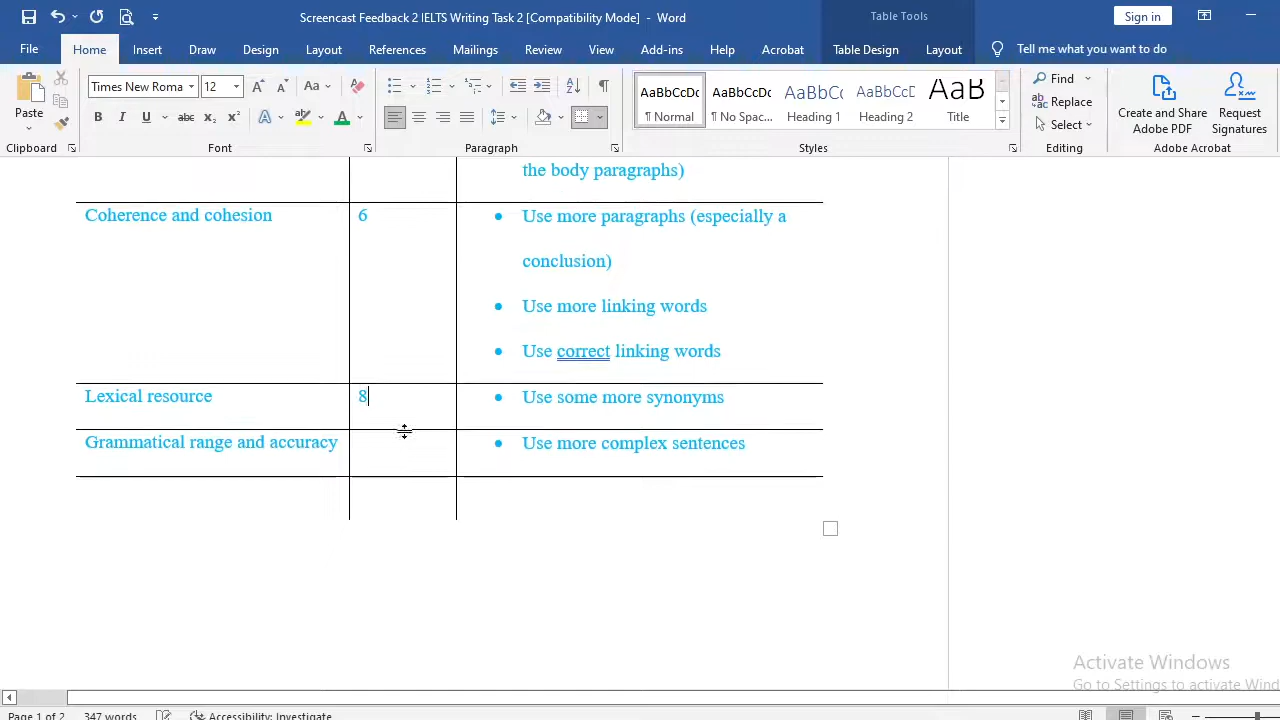 Screencast Feedback 2 IELTS Writing Task 2 [Compatibility Mode] - Word
Table Tools
Sign in
File Home Insert Draw Design Layout References Mailings Review View Add-ins Help Acrobat Table Design Layout Tell me what you want to do
Paste
Clipboard
Times New Roma 12
Font
Paragraph
AaBbCcDc AaBbCcDc AaBbCc AaBbCcD AaB
¶ Normal ¶ No Spac... Heading 1 Heading 2 Title
Styles
Find
Replace
Select
Editing
Create and Share
Adobe PDF
Request
Signatures
Adobe Acrobat
the body paragraphs)
Coherence and cohesion 6 • Use more paragraphs (especially a
conclusion)
• Use more linking words
• Use correct linking words
Lexical resource 8 • Use some more synonyms
Grammatical range and accuracy • Use more complex sentences
Activate Windows
Go to Settings to activate Wind
Page 1 of 2 347 words Accessibility: Investigate